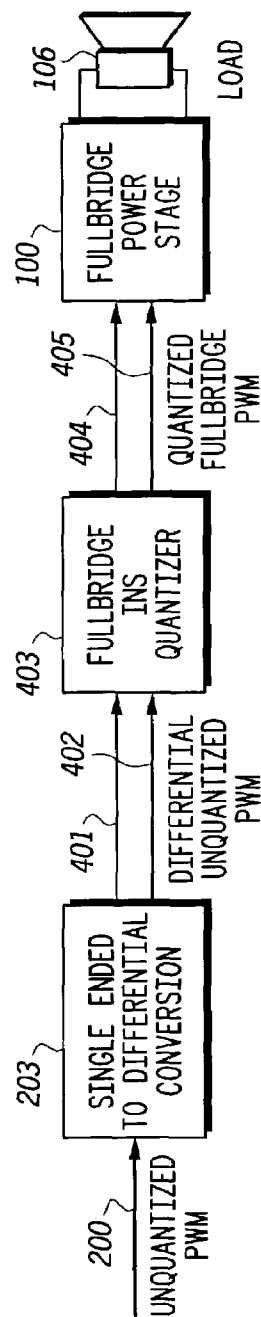 200
UNQUANTIZED
PWM
203
SINGLE ENDED
TO DIFFERENTIAL
CONVERSION
401
402
DIFFERENTIAL
UNQUANTIZED
PWM
403
FULLBRIDGE
INS
QUANTIZER
404
405
QUANTIZED
FULLBRIDGE
PWM
100
FULLBRIDGE
POWER
STAGE
106
LOAD